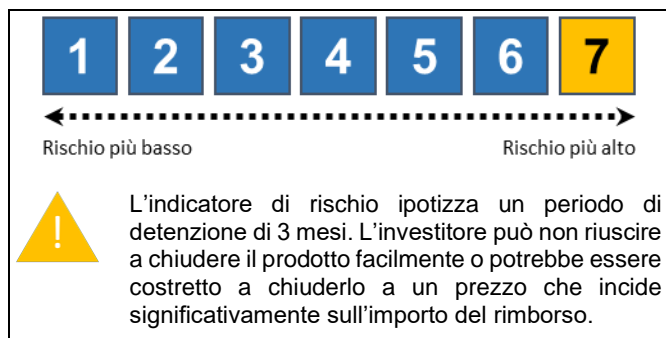 1 2 3 4 5 6 7
Rischio più basso Rischio più alto
!
L'indicatore di rischio ipotizza un periodo di
detenzione di 3 mesi. L'investitore può non riuscire
a chiudere il prodotto facilmente o potrebbe essere
costretto a chiuderlo a un prezzo che incide
significativamente sull'importo del rimborso.